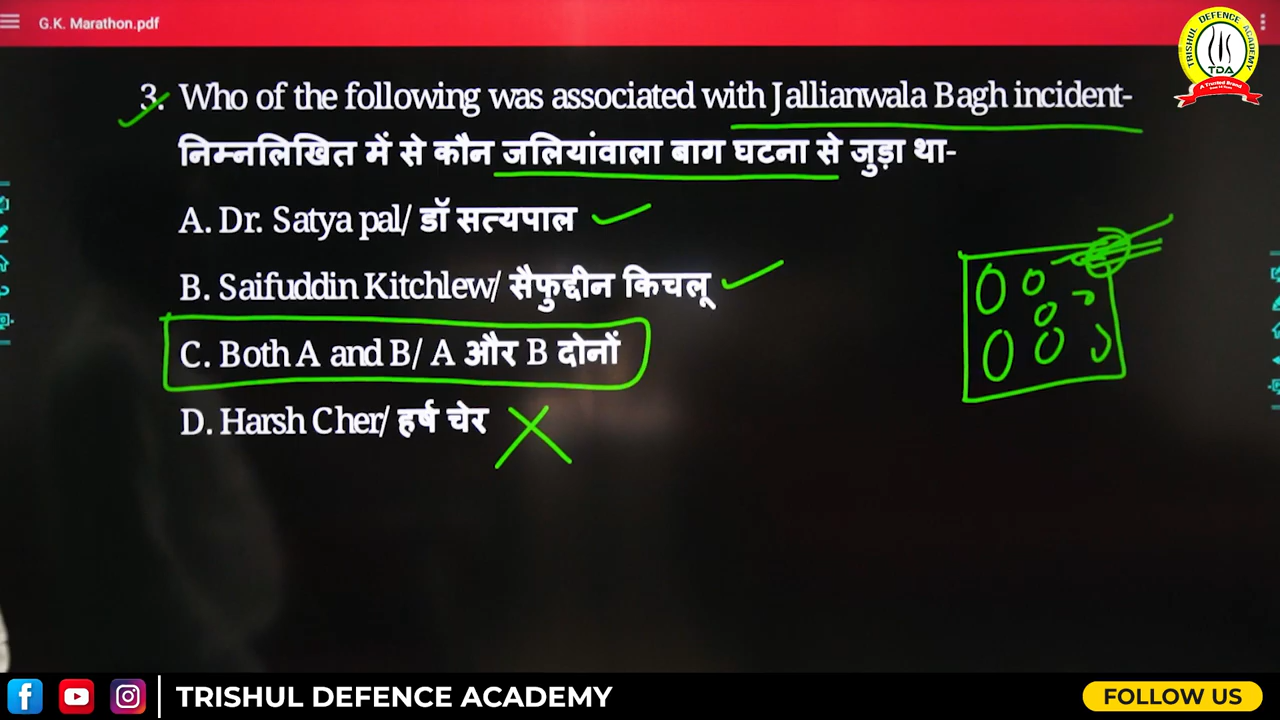 G.K. Marathon.pdf
TRISHUL DEFENCE ACADEMY
TDA
A Trusted Brand
3. Who of the following was associated with Jallianwala Bagh incident-
निम्नलिखित में से कौन जलियांवाला बाग घटना से जुड़ा था-
A. Dr. Satya pal/ डॉ सत्यपाल
B. Saifuddin Kitchlew/ सैफुद्दीन किचलू
C. Both A and B/ A और B दोनों
D. Harsh Cher/ हर्ष चेर
TRISHUL DEFENCE ACADEMY
FOLLOW US